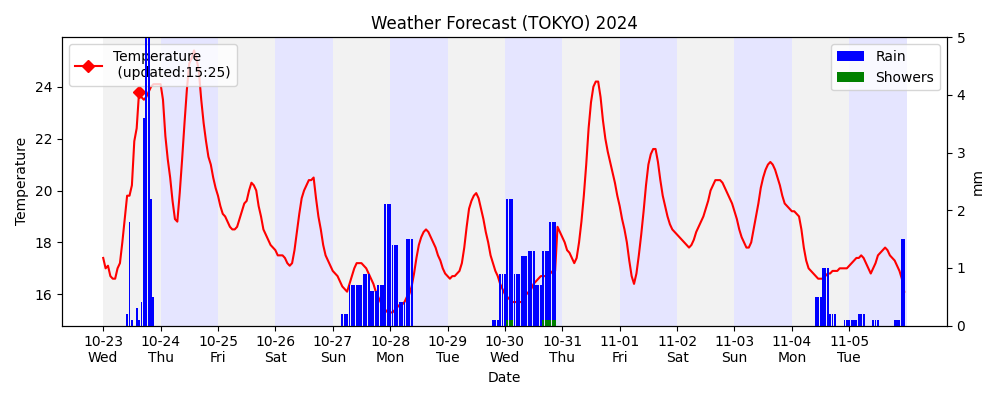 Weather Forecast (TOKYO) 2024
Temperature
(updated:15:25)
Rain
Showers
Temperature
24
22
20
18
16
5
4
3
2
1
0
mm
10-23 10-24 10-25 10-26 10-27 10-28 10-29 10-30 10-31 11-01 11-02 11-03 11-04 11-05
Wed Thu Fri Sat Sun Mon Tue Wed Thu Fri Sat Sun Mon Tue
Date